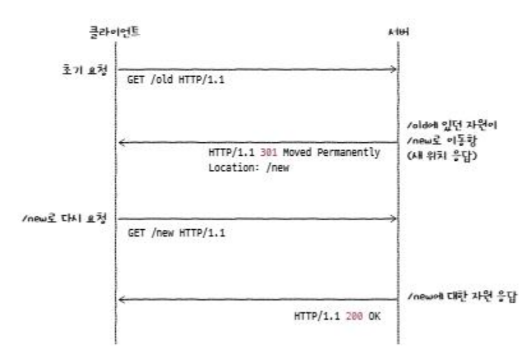 클라이언트
서버
초기 요청
GET /old HTTP/1.1
/old에 있던 자원이
/new로 이동함
(새 위치 응답)
HTTP/1.1 301 Moved Permanently
Location: /new
/new로 다시 요청
GET /new HTTP/1.1
/new에 대한 자원 응답
HTTP/1.1 200 OK